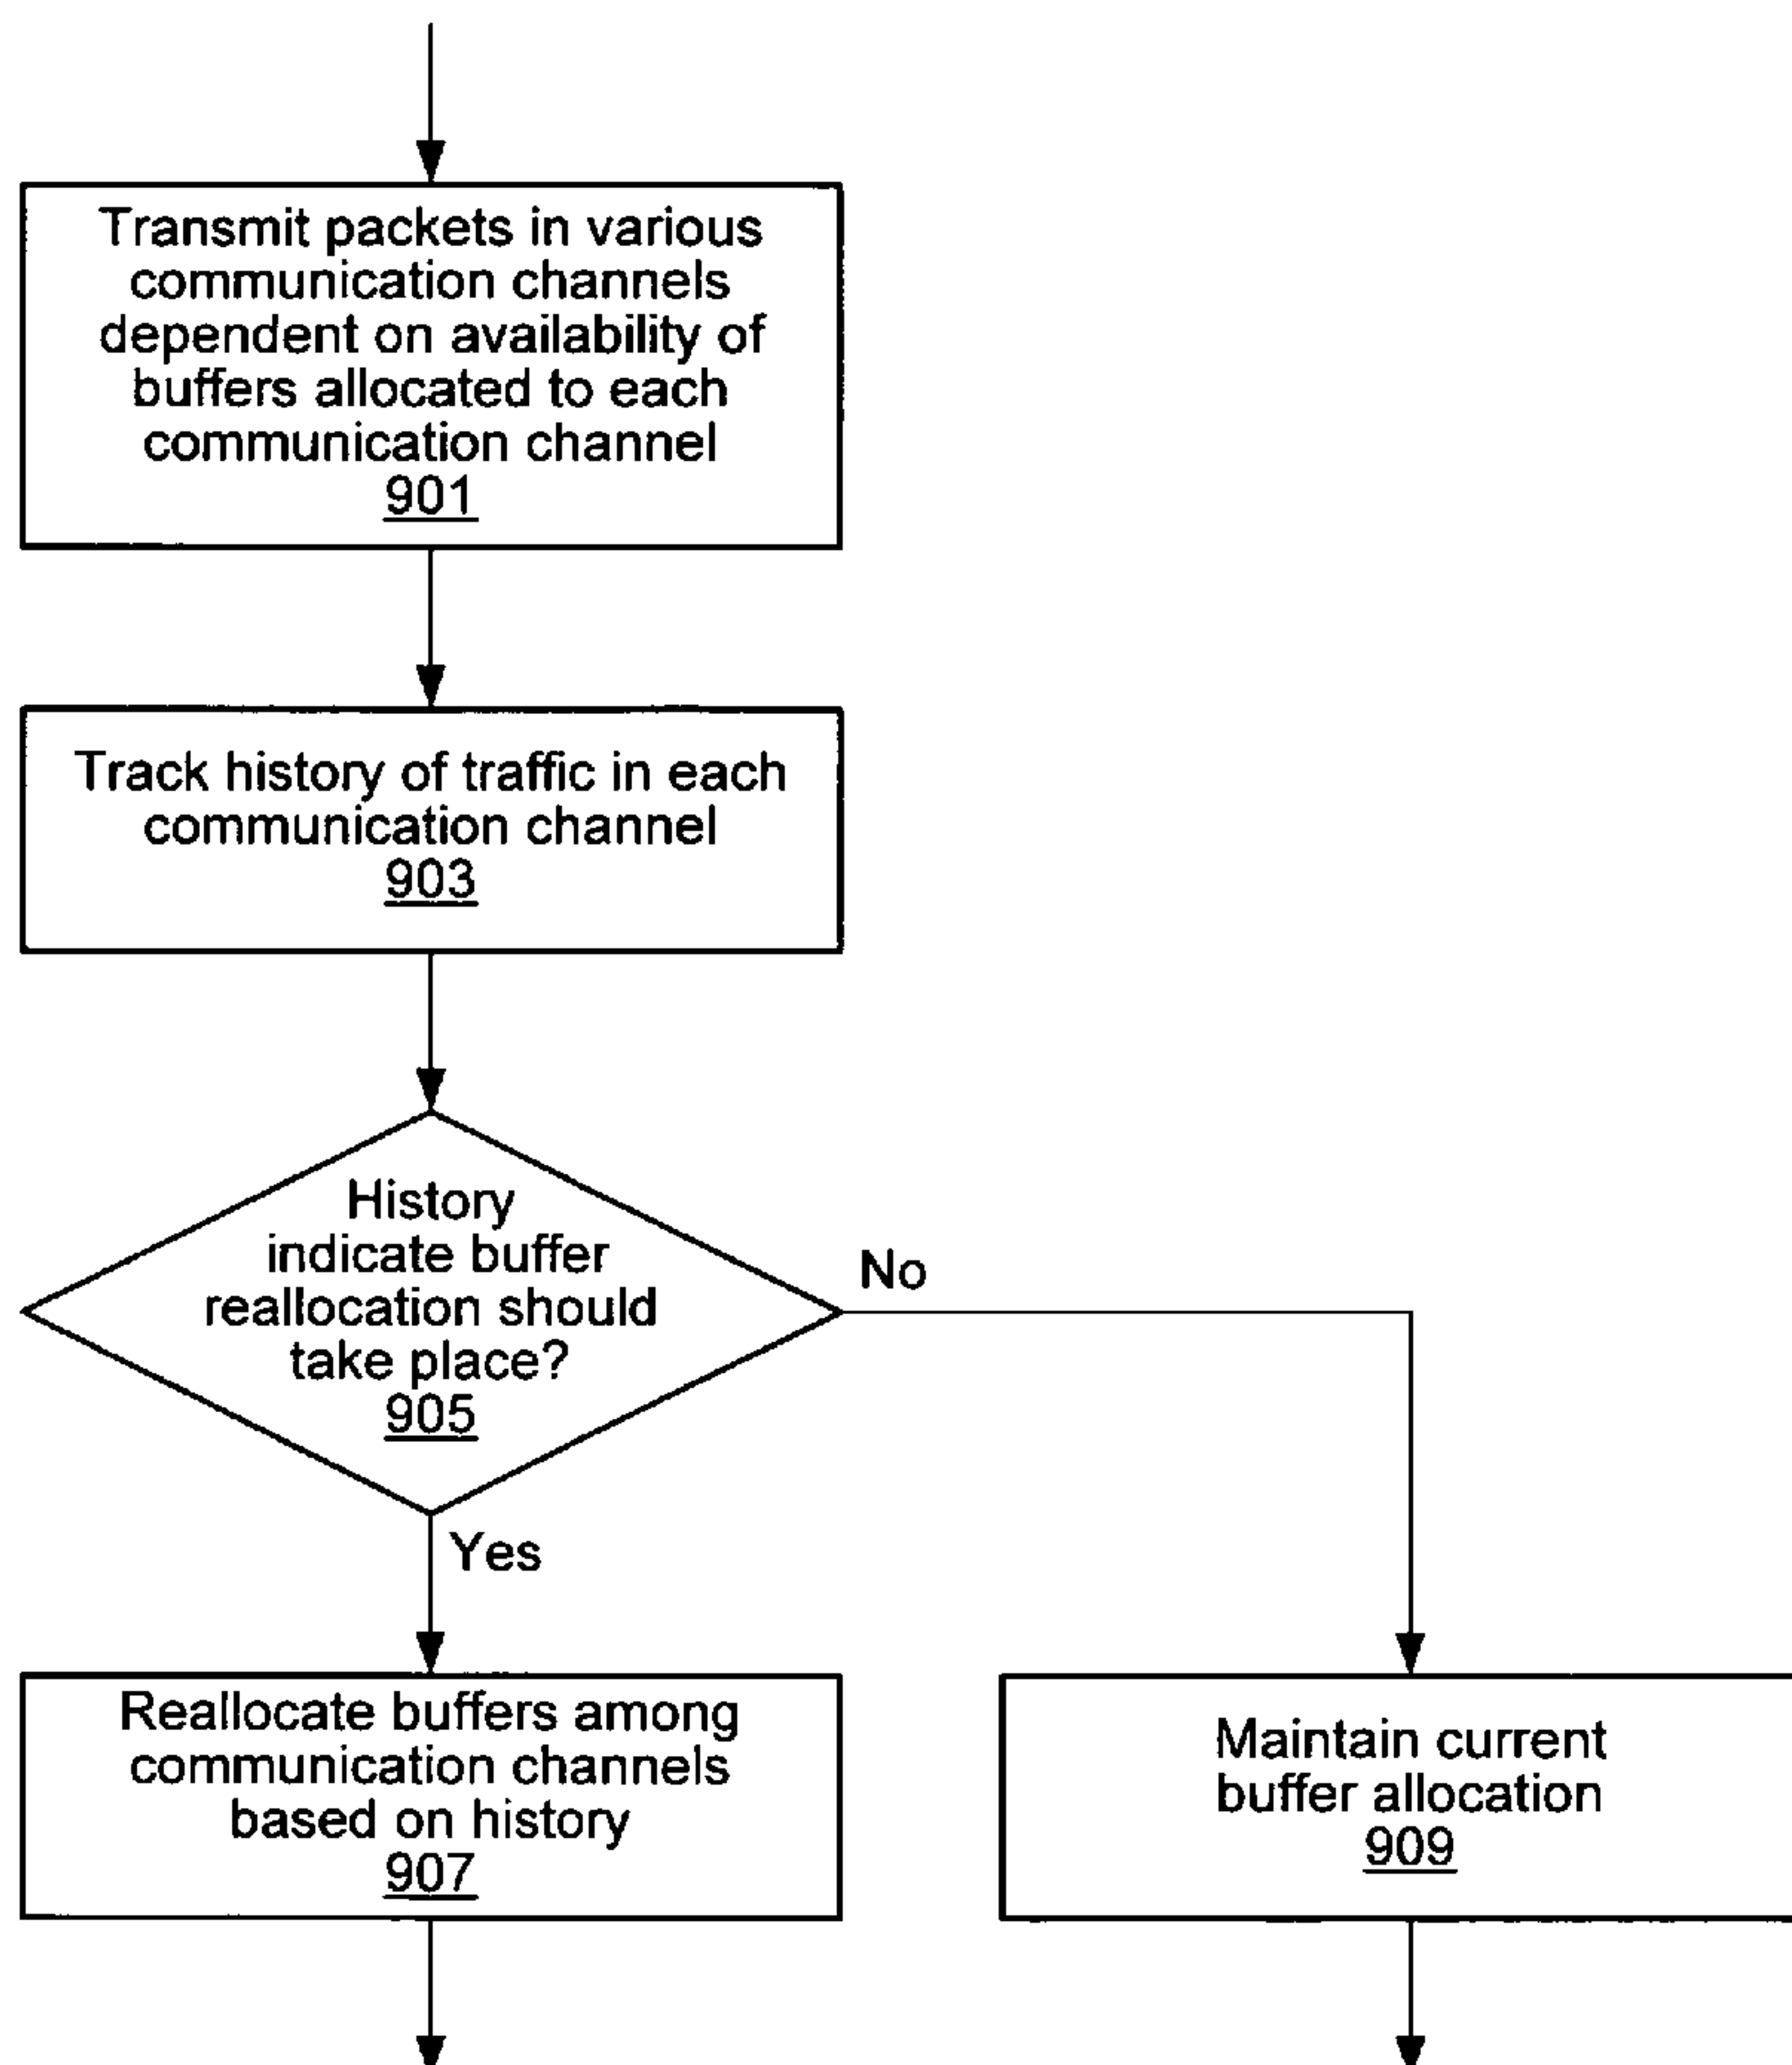 Transmit packets in various
communication channels
dependent on availability of
buffers allocated to each
communication channel
901
Track history of traffic in each
communication channel
903
History
indicate buffer
reallocation should
take place?
905
No
Yes
Reallocate buffers among
communication channels
based on history
907
Maintain current
buffer allocation
909